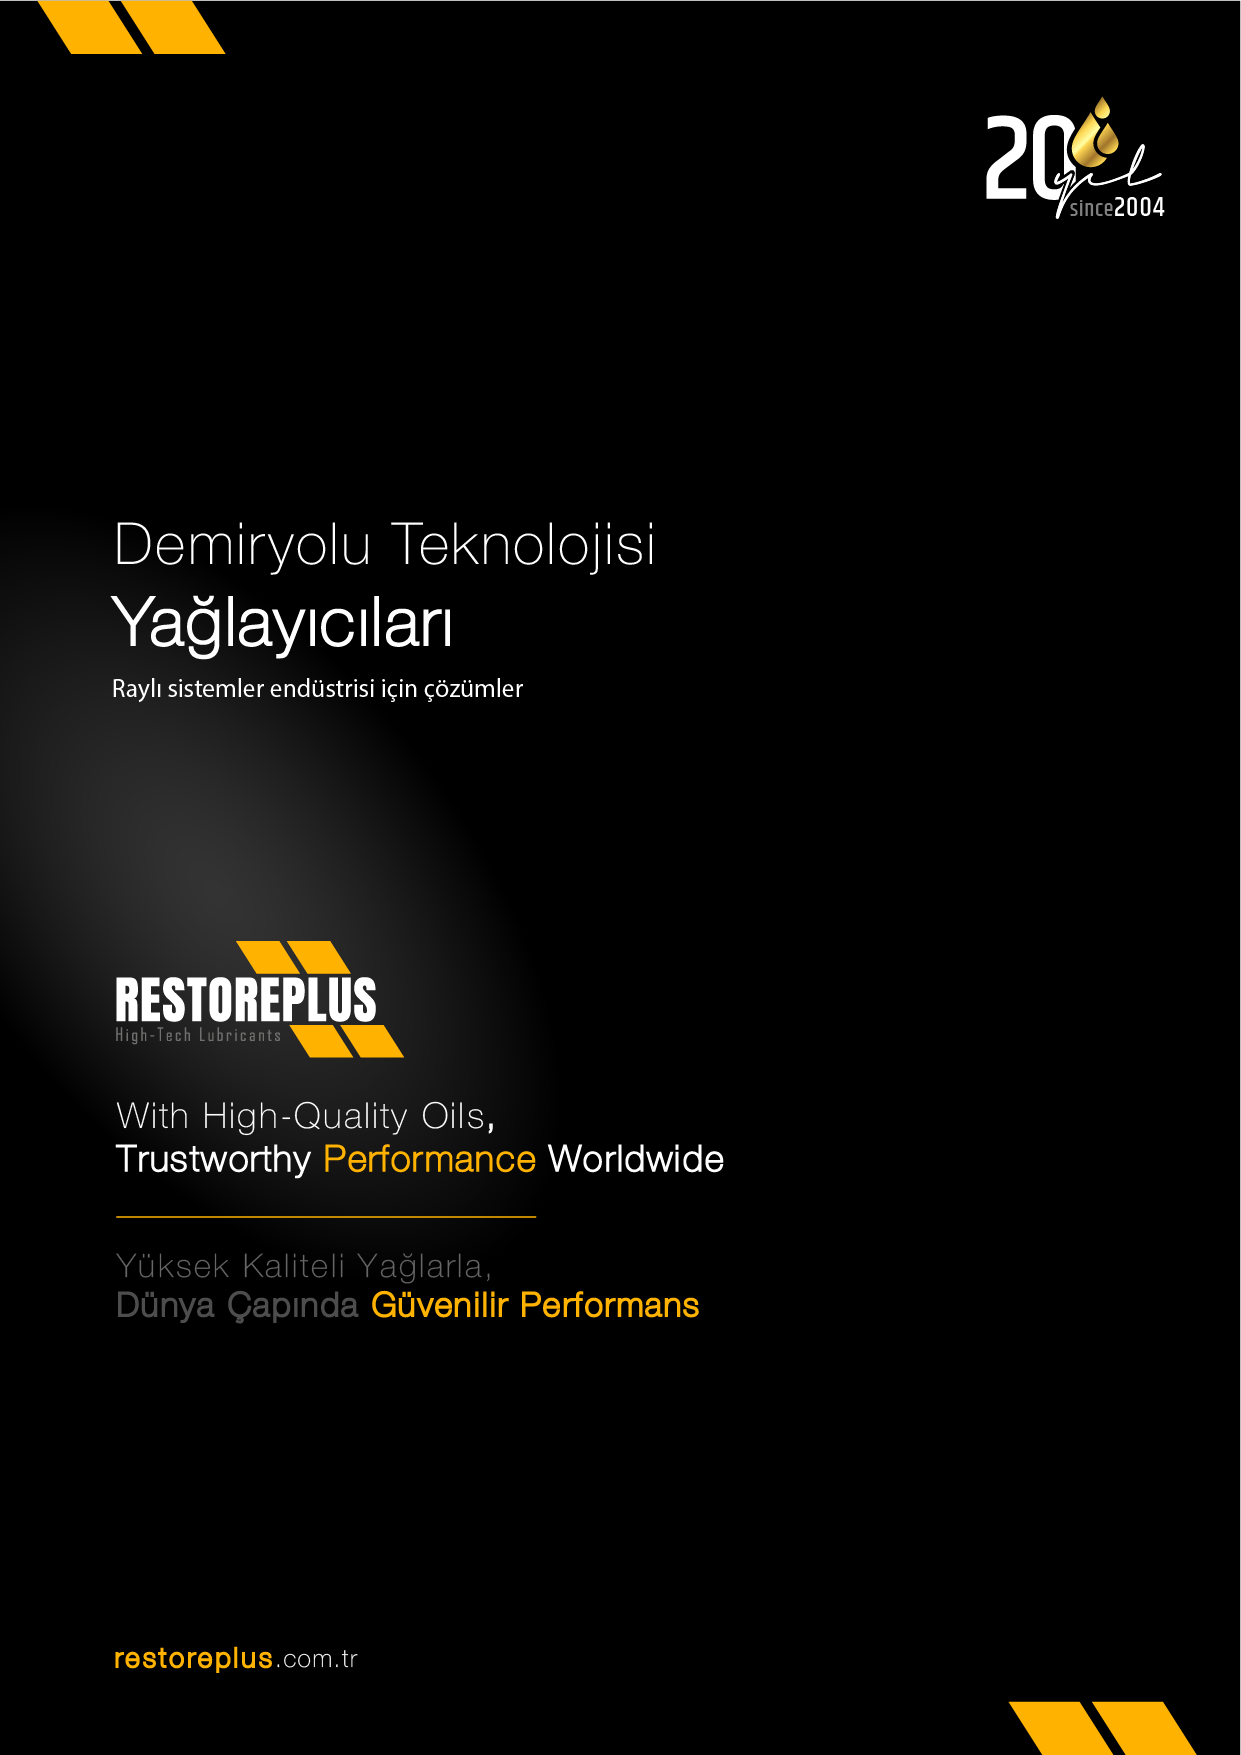 20 yıl
since2004
Demiryolu Teknolojisi
Yağlayıcıları
Raylı sistemler endüstrisi için çözümler
RESTOREPLUS
High-Tech Lubricants
With High-Quality Oils,
Trustworthy Performance Worldwide
Yüksek Kaliteli Yağlarla,
Dünya Çapında Güvenilir Performans
restoreplus.com.tr